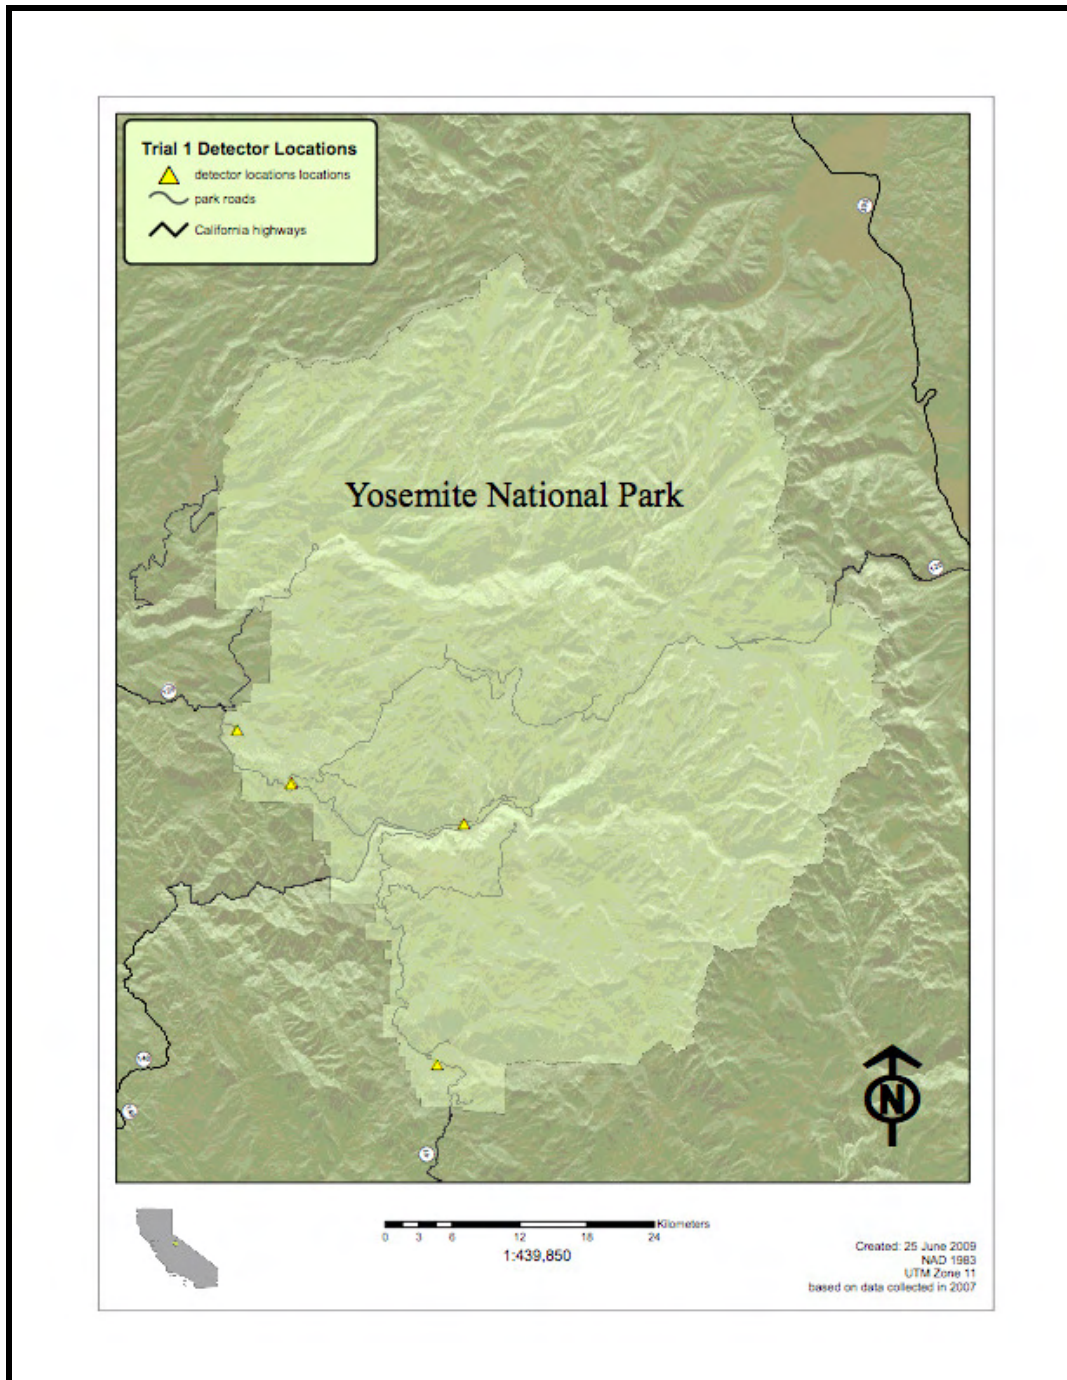 Trial 1 Detector Locations
detector locations locations
park roads
California highways
Yosemite National Park
N
Kilometers
0 3 6 12 18 24
1:439,850
Created: 25 June 2009
NAD 1983
UTM Zone 11
based on data collected in 2007